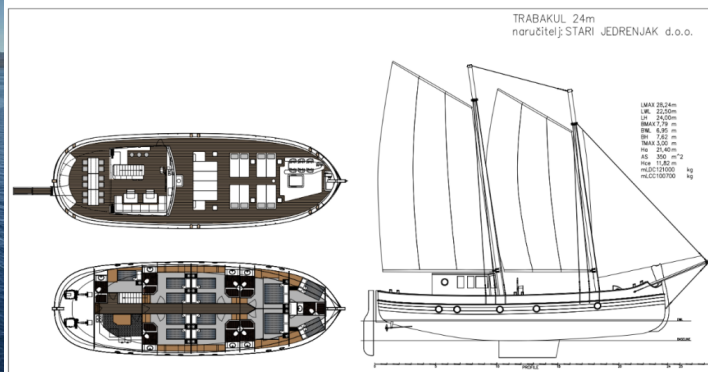 TRABAKUL 24m
naručitelj: STARI JEDRENJAK d.o.o.
LMAX 28,24m
LWL 22,50m
LH 24,00m
BMAX 7,79 m
BWL 6,95 m
BH 7,62 m
TMAX 3,00 m
Ha 21,40 m
AS 350 m^2
Hce 11,82 m
mLDC121000 kg
mLCC100700 kg
PROFILE